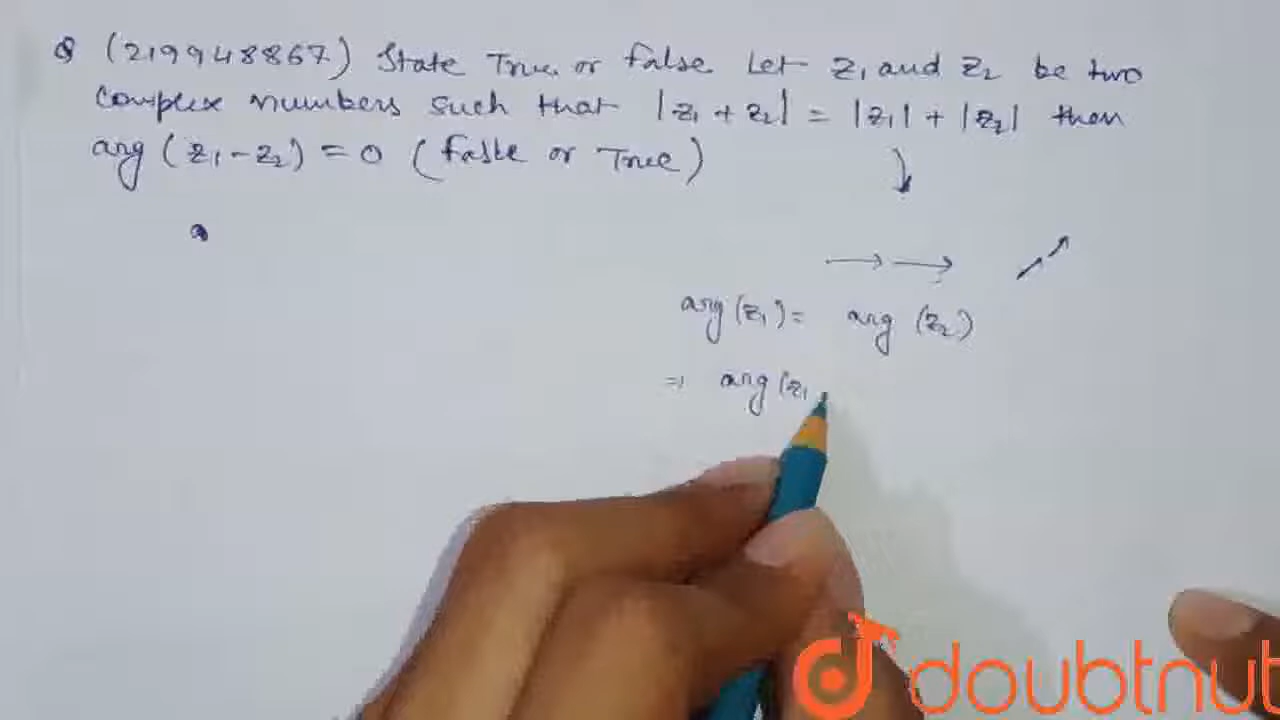 Q (219948867) State True or false Let z₁ and z₂ be two
complex numbers such that |z₁ + z₂| = |z₁| + |z₂| then
arg (z₁ - z₂) = 0 (false or True)
arg (z₁) = arg (z₂)
⇒ arg (z₁
doubtnut